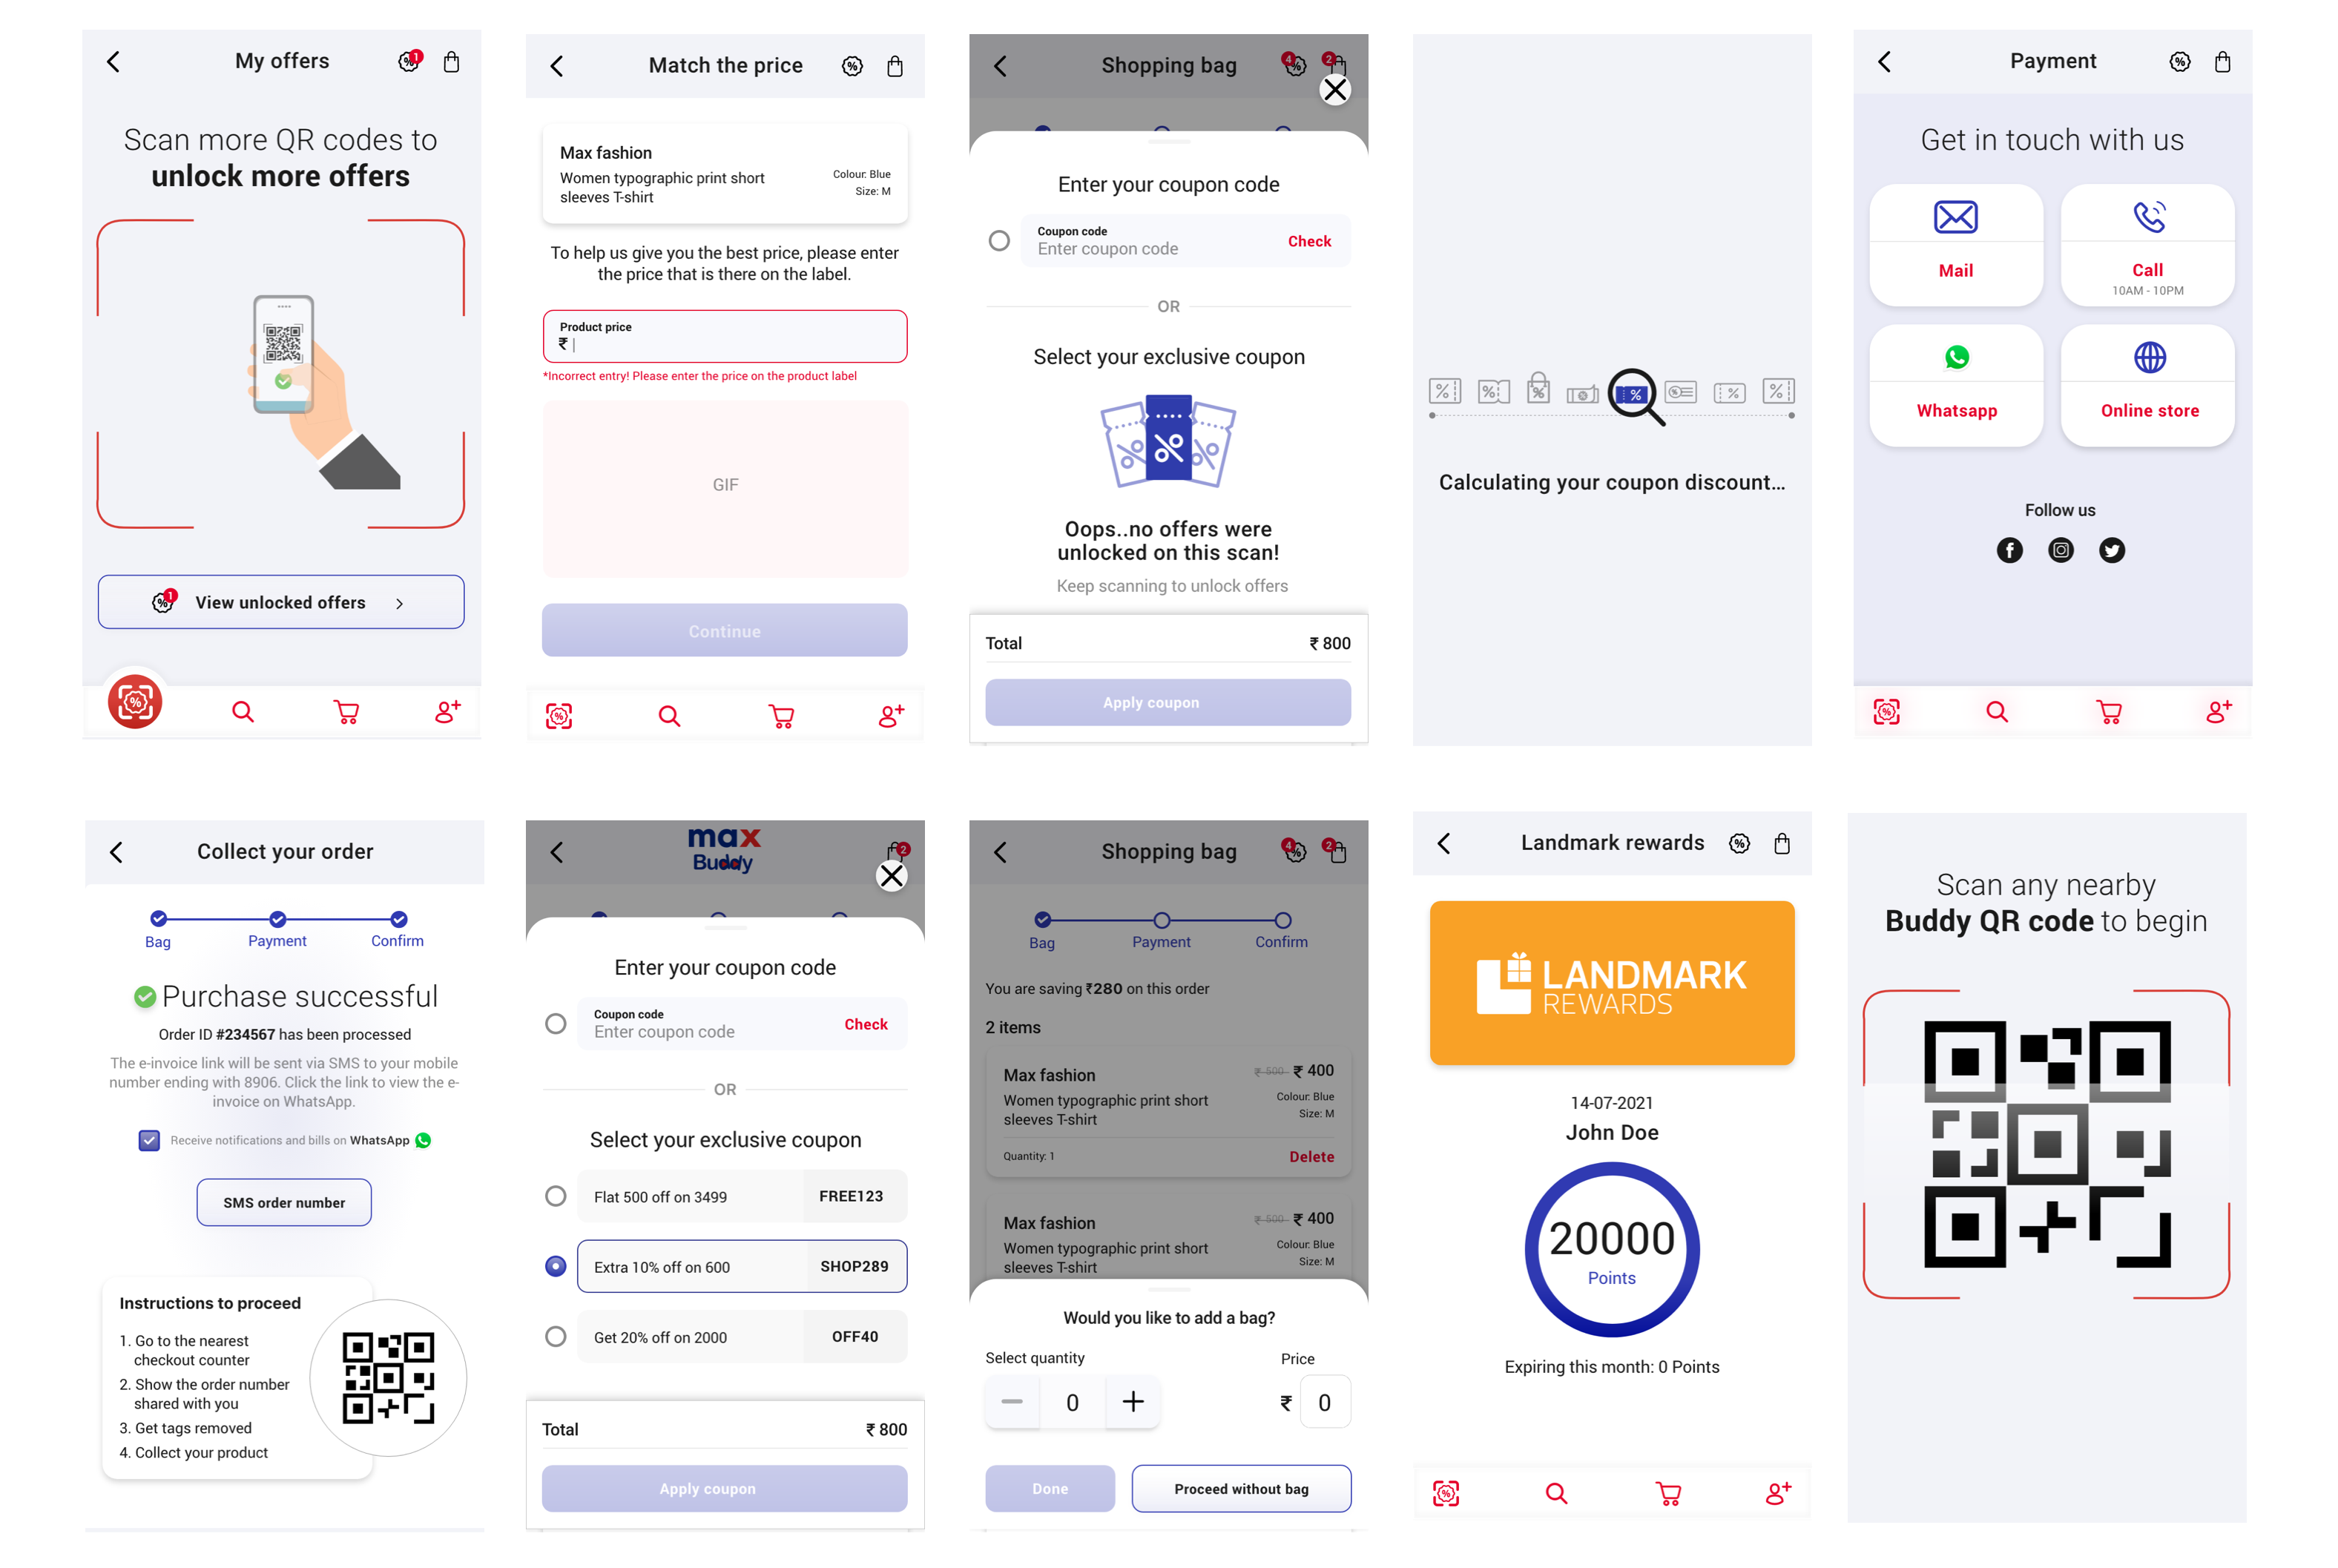 My offers
1
Scan more QR codes to
unlock more offers
1
View unlocked offers
Match the price
Max fashion
Women typographic print short
sleeves T-shirt
Colour: Blue
Size: M
To help us give you the best price, please enter
the price that is there on the label.
Product price
₹ |
*Incorrect entry! Please enter the price on the product label
GIF
Continue
Shopping bag
4
2
Enter your coupon code
Coupon code
Enter coupon code
Check
OR
Select your exclusive coupon
Oops..no offers were
unlocked on this scan!
Keep scanning to unlock offers
Total
₹ 800
Apply coupon
Calculating your coupon discount...
Payment
Get in touch with us
Mail
Call
10AM - 10PM
Whatsapp
Online store
Follow us
Collect your order
Bag
Payment
Confirm
Purchase successful
Order ID #234567 has been processed
The e-invoice link will be sent via SMS to your mobile
number ending with 8906. Click the link to view the e-
invoice on WhatsApp.
Receive notifications and bills on WhatsApp
SMS order number
Instructions to proceed
1. Go to the nearest
checkout counter
2. Show the order number
shared with you
3. Get tags removed
4. Collect your product
max
Buddy
2
Enter your coupon code
Coupon code
Enter coupon code
Check
OR
Select your exclusive coupon
Flat 500 off on 3499
FREE123
Extra 10% off on 600
SHOP289
Get 20% off on 2000
OFF40
Total
₹ 800
Apply coupon
Shopping bag
4
2
Bag
Payment
Confirm
You are saving ₹280 on this order
2 items
Max fashion
₹ 500 ₹ 400
Women typographic print short
sleeves T-shirt
Colour: Blue
Size: M
Quantity: 1
Delete
Max fashion
₹ 500 ₹ 400
Women typographic print short
sleeves T-shirt
Colour: Blue
Size: M
Would you like to add a bag?
Select quantity
Price
0
₹ 0
Done
Proceed without bag
Landmark rewards
LANDMARK
REWARDS
14-07-2021
John Doe
20000
Points
Expiring this month: 0 Points
Scan any nearby
Buddy QR code to begin